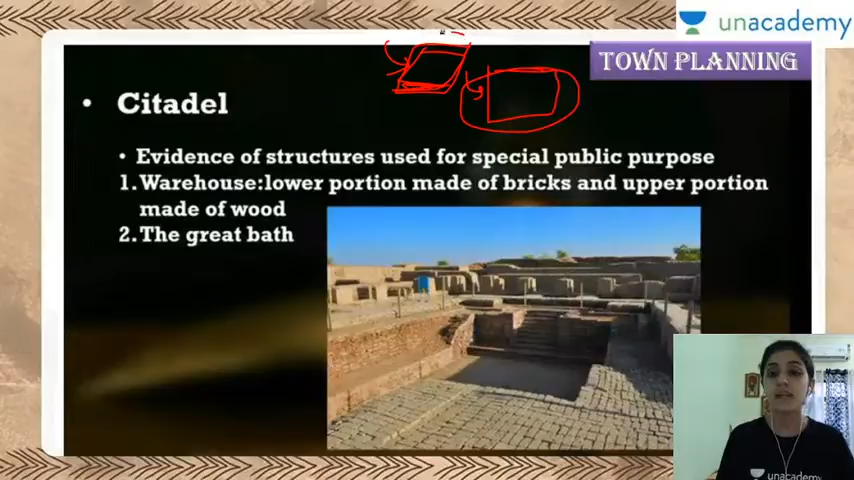 unacademy
TOWN PLANNING
• Citadel
• Evidence of structures used for special public purpose
1. Warehouse:lower portion made of bricks and upper portion
made of wood
2. The great bath
unacademy